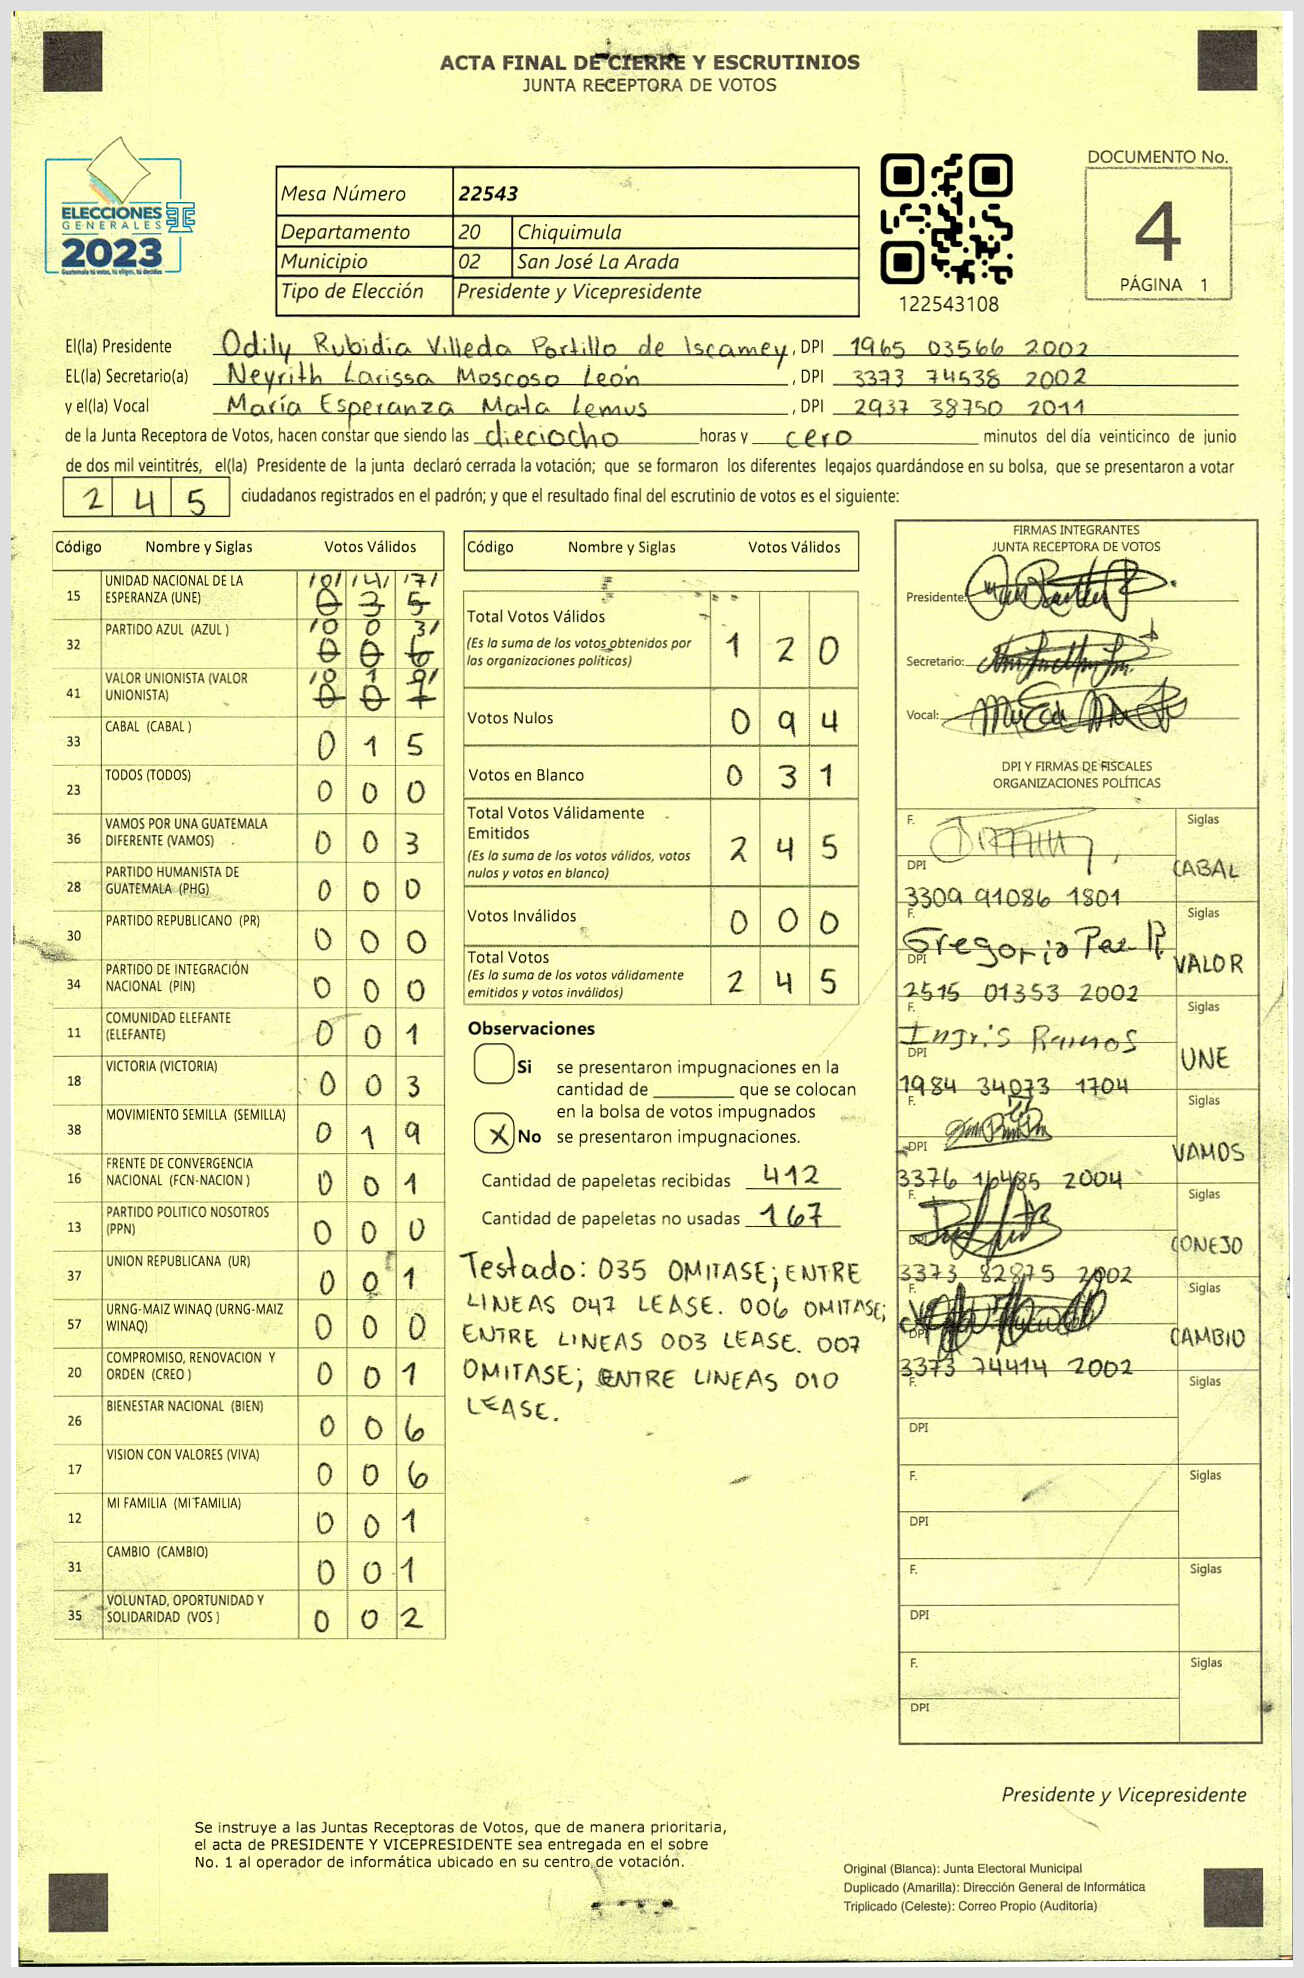 ACTA FINAL DE CIERRE Y ESCRUTINIOS
JUNTA RECEPTORA DE VOTOS
ELECCIONES
GENERALES
2023
Guatemala tú votas, tú eliges, tú decides
Mesa Número 22543
Departamento 20 Chiquimula
Municipio 02 San José La Arada
Tipo de Elección Presidente y Vicepresidente
122543108
DOCUMENTO No.
4
PÁGINA 1
El(la) Presidente Odily Rubidia Villeda Portillo de Iscamey, DPI 1965 03566 2002
EL(la) Secretario(a) Neyrith Larissa Moscoso León, DPI 3373 74538 2002
y el(la) Vocal María Esperanza Mata Lemus, DPI 2937 38750 2011
de la Junta Receptora de Votos, hacen constar que siendo las dieciocho horas y cero minutos del día veinticinco de junio
de dos mil veintitrés, el(la) Presidente de la junta declaró cerrada la votación; que se formaron los diferentes legajos guardándose en su bolsa, que se presentaron a votar
2 4 5 ciudadanos registrados en el padrón; y que el resultado final del escrutinio de votos es el siguiente:
Código Nombre y Siglas Votos Válidos
15 UNIDAD NACIONAL DE LA ESPERANZA (UNE) /0/ /4/ /7/
0 3 5
32 PARTIDO AZUL (AZUL ) /0 0 3/
0 0 6
41 VALOR UNIONISTA (VALOR UNIONISTA) /0 1 0/
0 0 7
33 CABAL (CABAL ) 0 1 5
23 TODOS (TODOS) 0 0 0
36 VAMOS POR UNA GUATEMALA DIFERENTE (VAMOS) 0 0 3
28 PARTIDO HUMANISTA DE GUATEMALA (PHG) 0 0 0
30 PARTIDO REPUBLICANO (PR) 0 0 0
34 PARTIDO DE INTEGRACIÓN NACIONAL (PIN) 0 0 0
11 COMUNIDAD ELEFANTE (ELEFANTE) 0 0 1
18 VICTORIA (VICTORIA) 0 0 3
38 MOVIMIENTO SEMILLA (SEMILLA) 0 1 9
16 FRENTE DE CONVERGENCIA NACIONAL (FCN-NACION ) 0 0 1
13 PARTIDO POLITICO NOSOTROS (PPN) 0 0 0
37 UNION REPUBLICANA (UR) 0 0 1
57 URNG-MAIZ WINAQ (URNG-MAIZ WINAQ) 0 0 0
20 COMPROMISO, RENOVACION Y ORDEN (CREO ) 0 0 1
26 BIENESTAR NACIONAL (BIEN) 0 0 6
17 VISION CON VALORES (VIVA) 0 0 6
12 MI FAMILIA (MI FAMILIA) 0 0 1
31 CAMBIO (CAMBIO) 0 0 1
35 VOLUNTAD, OPORTUNIDAD Y SOLIDARIDAD (VOS ) 0 0 2
Código Nombre y Siglas Votos Válidos
Total Votos Válidos 1 2 0
(Es la suma de los votos obtenidos por
las organizaciones políticas)
Votos Nulos 0 9 4
Votos en Blanco 0 3 1
Total Votos Válidamente
Emitidos 2 4 5
(Es la suma de los votos válidos, votos
nulos y votos en blanco)
Votos Inválidos 0 0 0
Total Votos
(Es la suma de los votos válidamente 2 4 5
emitidos y votos inválidos)
Observaciones
Si se presentaron impugnaciones en la
cantidad de ________ que se colocan
en la bolsa de votos impugnados
X No se presentaron impugnaciones.
Cantidad de papeletas recibidas 412
Cantidad de papeletas no usadas 167
Testado: 035 OMITASE; ENTRE
LINEAS 047 LEASE. 006 OMITASE;
ENTRE LINEAS 003 LEASE. 007
OMITASE; ENTRE LINEAS 010
LEASE.
FIRMAS INTEGRANTES
JUNTA RECEPTORA DE VOTOS
Presidente:
Secretario:
Vocal:
DPI Y FIRMAS DE FISCALES
ORGANIZACIONES POLÍTICAS
F. Siglas
DPI CABAL
3309 91086 1801
F. Gregorio Paz R Siglas
DPI VALOR
2515 01353 2002
F. Ingris Ramos Siglas
DPI UNE
1984 34073 1704
F. Siglas
DPI VAMOS
3376 16485 2004
F. Siglas
DPI CONEJO
3373 82875 2002
F. Siglas
DPI CAMBIO
3373 74414 2002
F. Siglas
DPI
F. Siglas
DPI
F. Siglas
DPI
F. Siglas
DPI
Presidente y Vicepresidente
Se instruye a las Juntas Receptoras de Votos, que de manera prioritaria,
el acta de PRESIDENTE Y VICEPRESIDENTE sea entregada en el sobre
No. 1 al operador de informática ubicado en su centro de votación.
Original (Blanca): Junta Electoral Municipal
Duplicado (Amarilla): Dirección General de Informática
Triplicado (Celeste): Correo Propio (Auditoría)